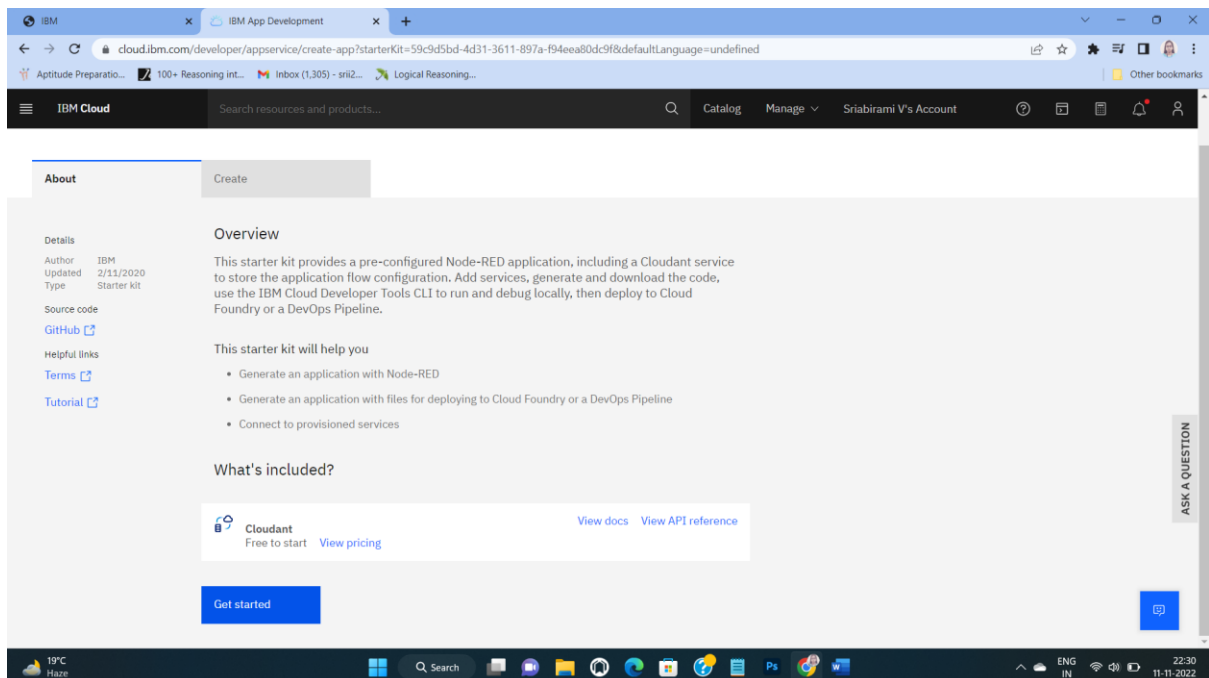 IBM
IBM App Development
cloud.ibm.com/developer/appservice/create-app?starterKit=59c9d5bd-4d31-3611-897a-f94eea80dc9f&defaultLanguage=undefined
Aptitude Preparatio... 100+ Reasoning int... Inbox (1,305) - srii2... Logical Reasoning... Other bookmarks
IBM Cloud Search resources and products... Catalog Manage Sriabirami V's Account
About Create
Details
Author IBM
Updated 2/11/2020
Type Starter kit
Source code
GitHub
Helpful links
Terms
Tutorial
Overview
This starter kit provides a pre-configured Node-RED application, including a Cloudant service
to store the application flow configuration. Add services, generate and download the code,
use the IBM Cloud Developer Tools CLI to run and debug locally, then deploy to Cloud
Foundry or a DevOps Pipeline.
This starter kit will help you
• Generate an application with Node-RED
• Generate an application with files for deploying to Cloud Foundry or a DevOps Pipeline
• Connect to provisioned services
What's included?
Cloudant View docs View API reference
Free to start View pricing
Get started
ASK A QUESTION
19°C
Haze
Search
Ps
W
ENG
IN
22:30
11-11-2022